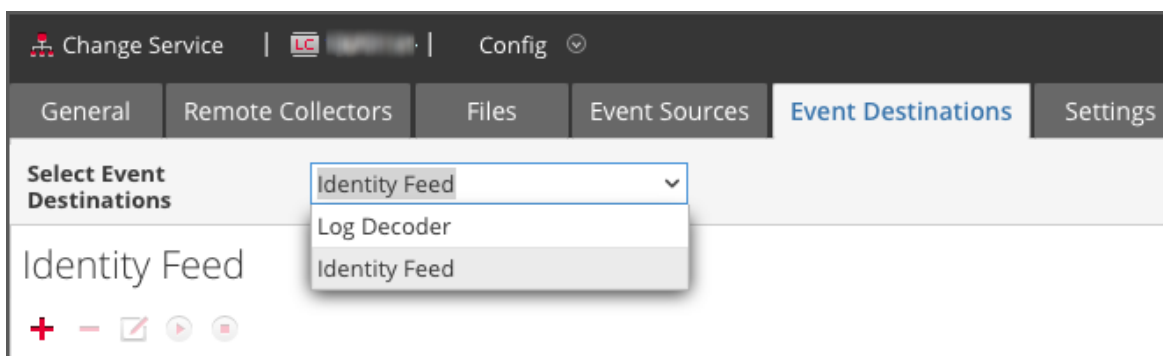 Change Service | LC | Config
General Remote Collectors Files Event Sources Event Destinations Settings
Select Event
Destinations
Identity Feed
Log Decoder
Identity Feed
Identity Feed